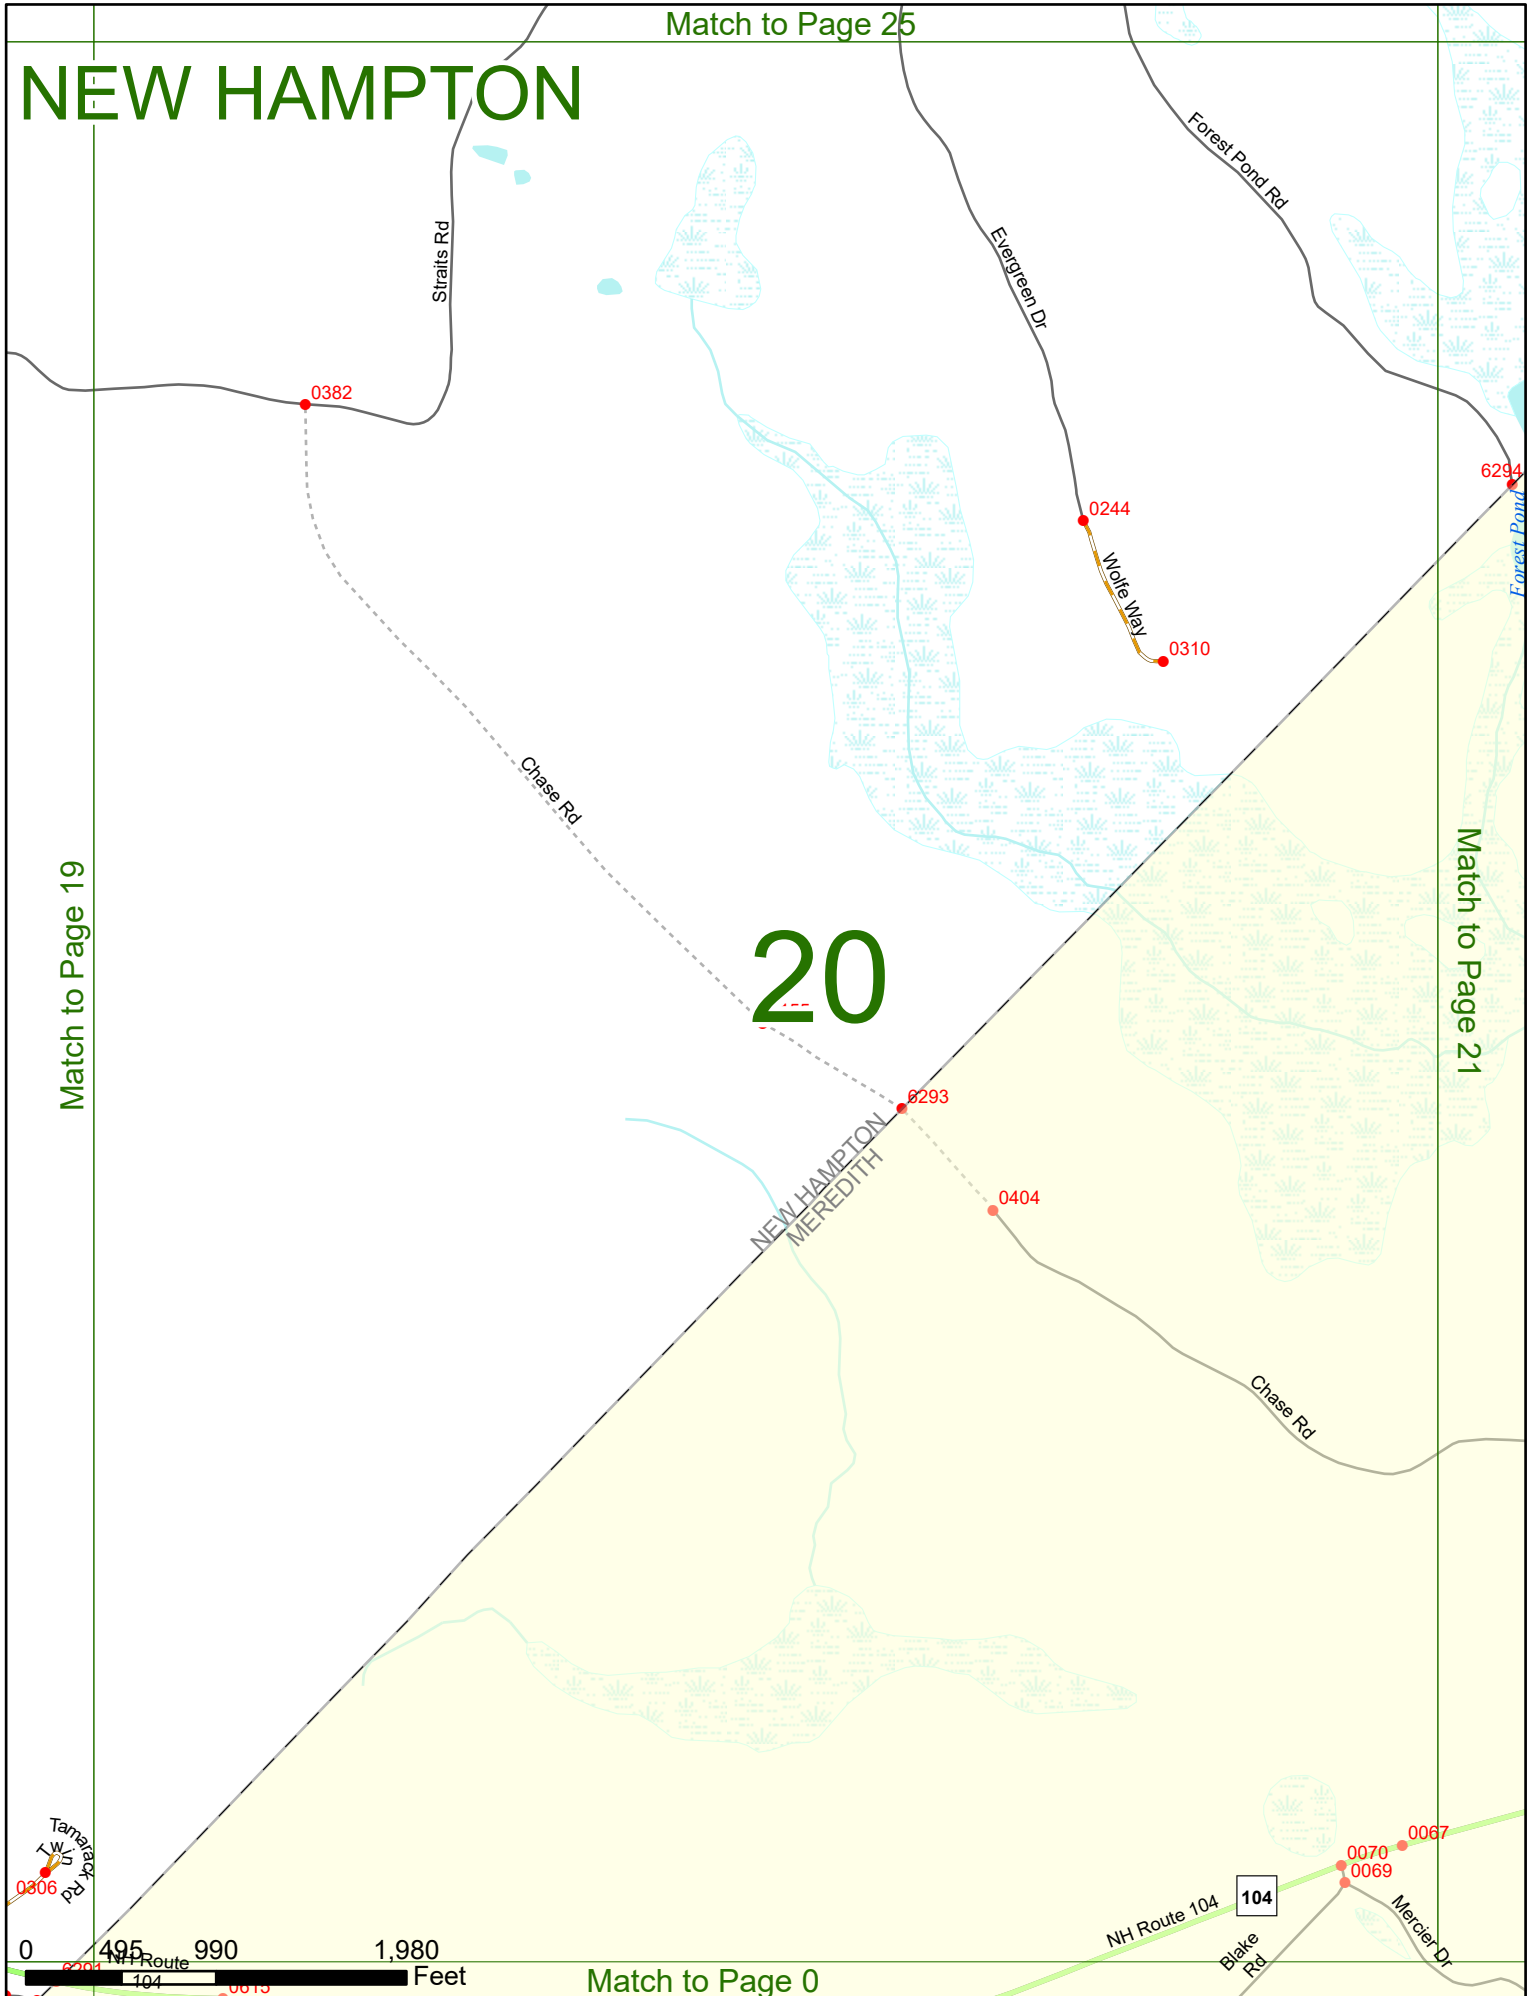 Match to Page 25
NEW HAMPTON
Straits Rd
Forest Pond Rd
Evergreen Dr
0382
6294
Forest Pond
0244
Wolfe Way
0310
Chase Rd
Match to Page 19
Match to Page 21
20
6293
NEW HAMPTON
MEREDITH
0404
Chase Rd
Twin
Tamarack Rd
0306
0067
0070
0069
104
NH Route 104
Mercier Dr
Blake
Rd
0 495 990 1,980
Feet
NH Route
104
6291
0615
Match to Page 0